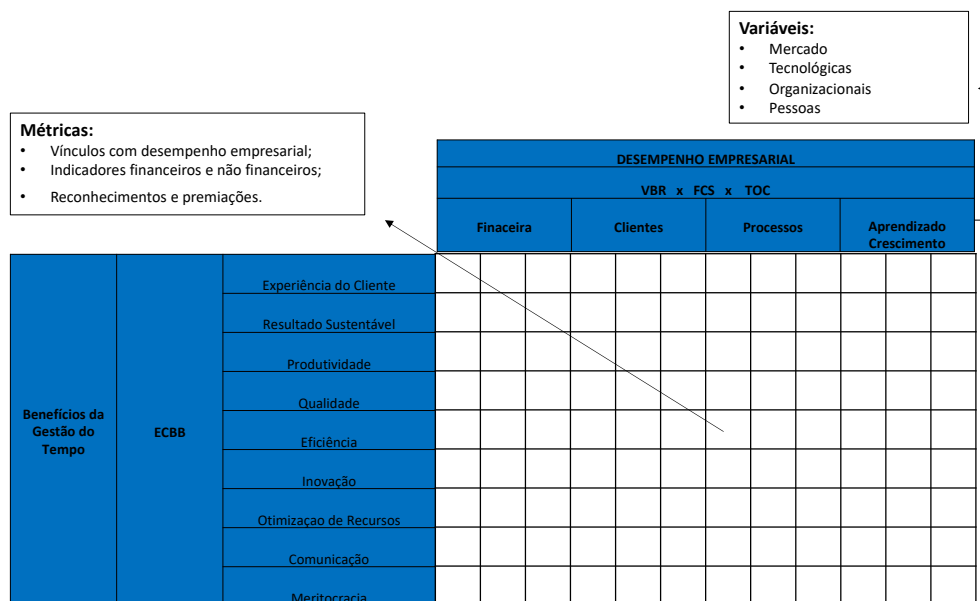 Variáveis:
• Mercado
• Tecnológicas
• Organizacionais
• Pessoas
Métricas:
• Vínculos com desempenho empresarial;
• Indicadores financeiros e não financeiros;
• Reconhecimentos e premiações.
DESEMPENHO EMPRESARIAL
VBR x FCS x TOC
Finaceira
Clientes
Processos
Aprendizado
Crescimento
Benefícios da
Gestão do
Tempo
ECBB
Experiência do Cliente
Resultado Sustentável
Produtividade
Qualidade
Eficiência
Inovação
Otimizaçao de Recursos
Comunicação
Meritocracia